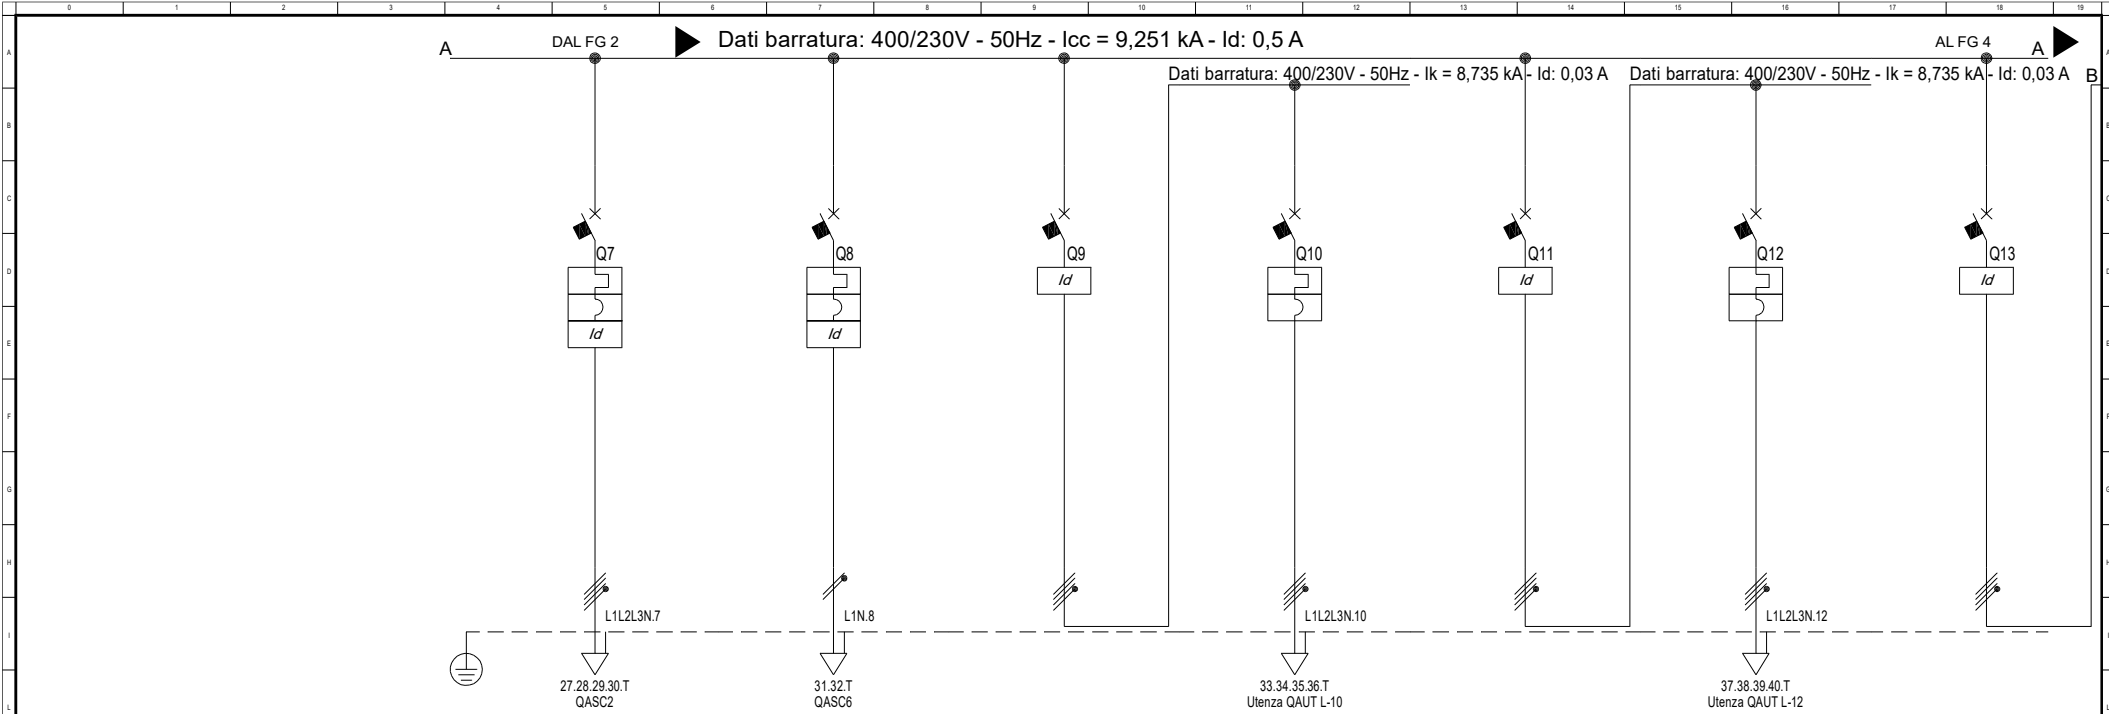 0 1 2 3 4 5 6 7 8 9 10 11 12 13 14 15 16 17 18 19
A DAL FG 2 Dati barratura: 400/230V - 50Hz - Icc = 9,251 kA - Id: 0,5 A AL FG 4 A
Dati barratura: 400/230V - 50Hz - Ik = 8,735 kA - Id: 0,03 A Dati barratura: 400/230V - 50Hz - Ik = 8,735 kA - Id: 0,03 A B
A
B
C
D
E
F
G
H
I
L
Q7 Q8 Q9 Q10 Q11 Q12 Q13
Id Id Id
Id Id
L1L2L3N.7 L1N.8 L1L2L3N.10 L1L2L3N.12
27.28.29.30.T 31.32.T 33.34.35.36.T 37.38.39.40.T
QASC2 QASC6 Utenza QAUT L-10 Utenza QAUT L-12